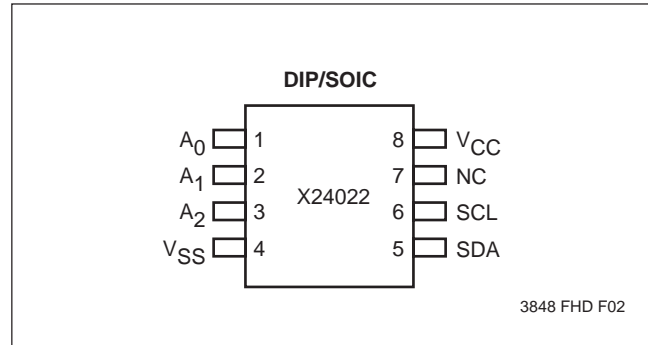 DIP/SOIC
A0 1 8 VCC
A1 2 7 NC
X24022
A2 3 6 SCL
VSS 4 5 SDA
3848 FHD F02